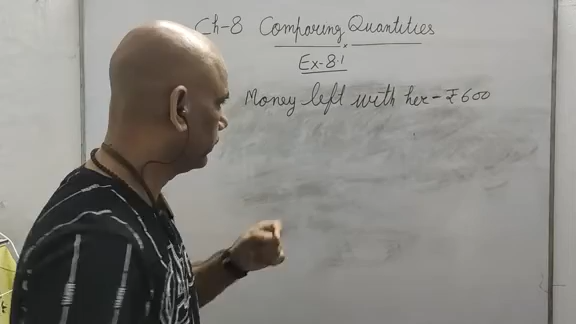 Ch-8 Comparing Quantities
Ex-8.1
Money left with her - ₹600